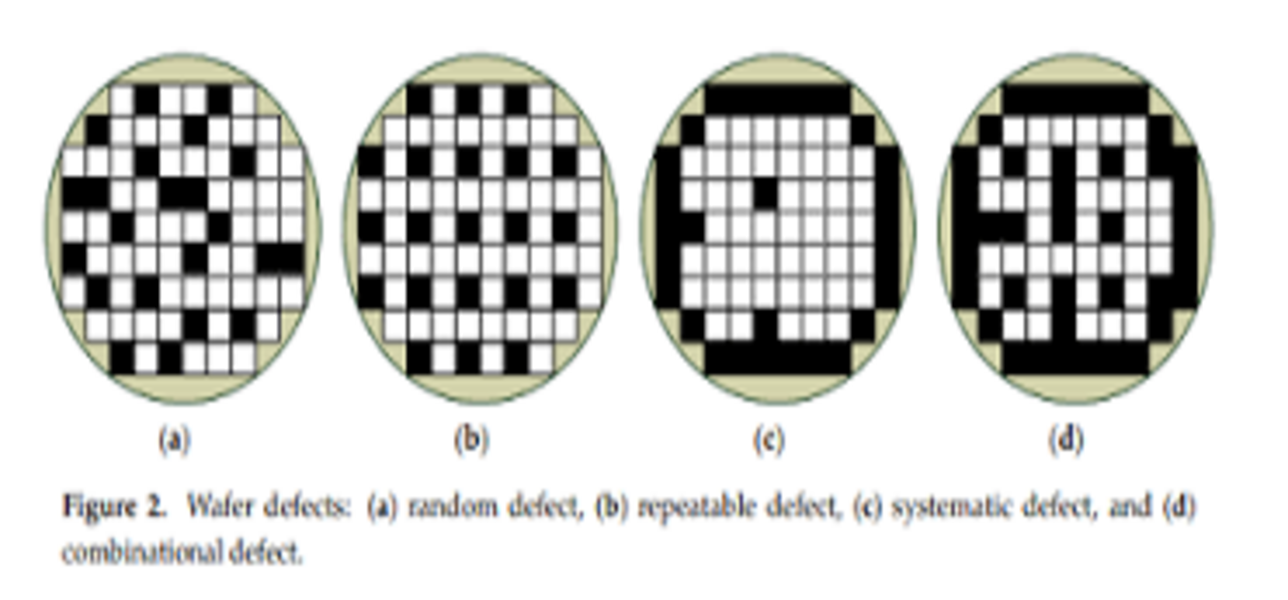 (a) (b) (c) (d)
Figure 2. Wafer defects: (a) random defect, (b) repeatable defect, (c) systematic defect, and (d)
combinational defect.